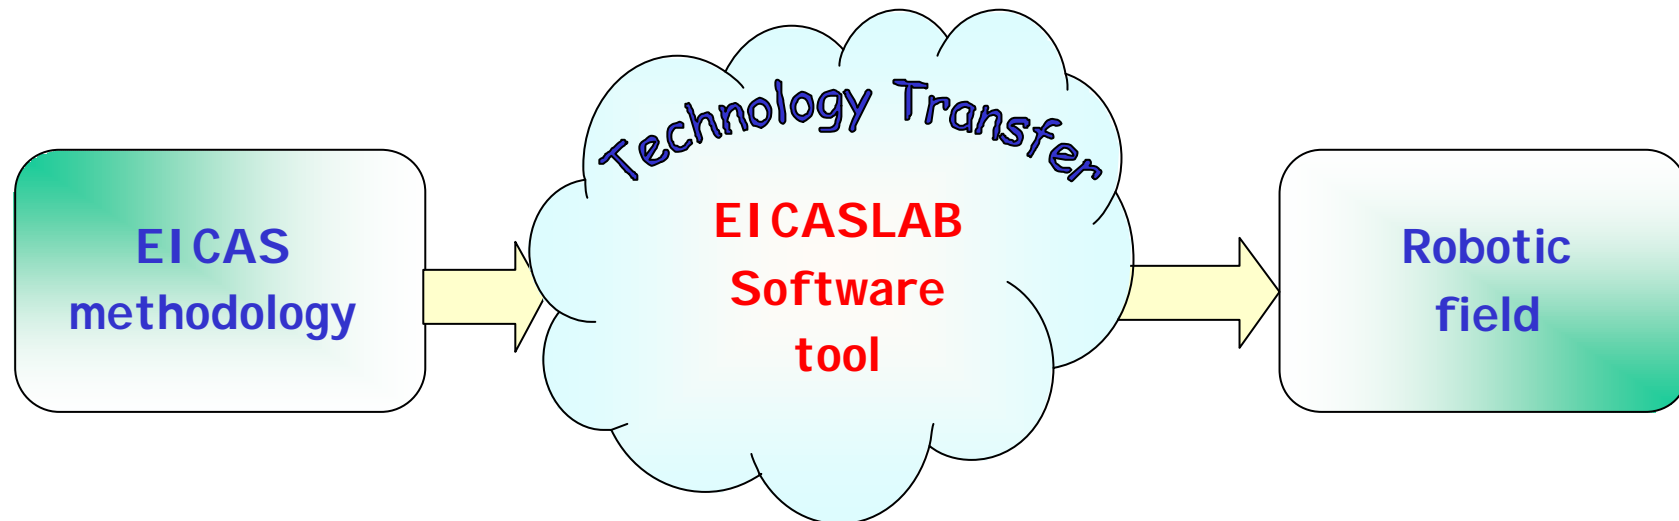 Technology Transfer
EICAS
methodology
EICASLAB
Software
tool
Robotic
field